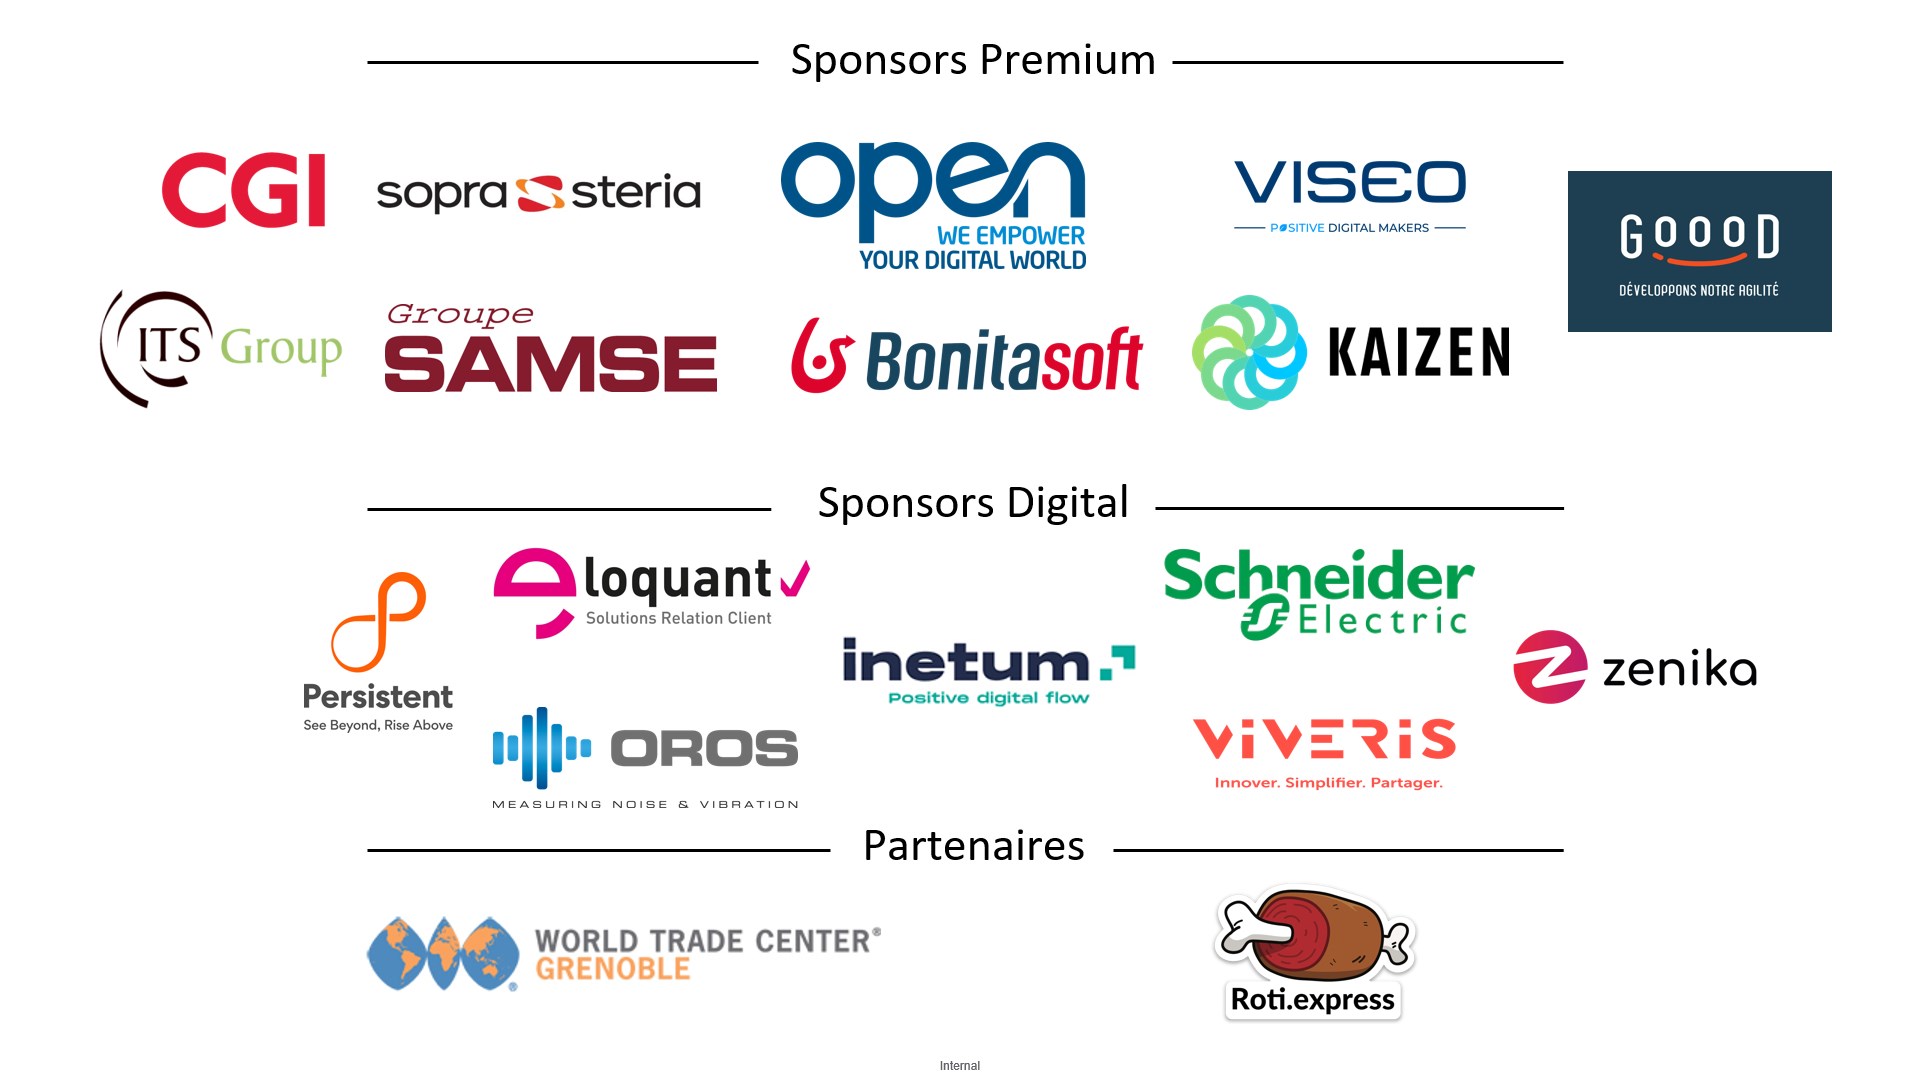 Sponsors Premium
CGI
sopra steria
open
WE EMPOWER
YOUR DIGITAL WORLD
VISEO
POSITIVE DIGITAL MAKERS
GOOOD
DÉVELOPPONS NOTRE AGILITÉ
ITS Group
Groupe
SAMSE
Bonitasoft
KAIZEN
Sponsors Digital
Persistent
See Beyond, Rise Above
eloquant
Solutions Relation Client
OROS
MEASURING NOISE & VIBRATION
inetum
Positive digital flow
Schneider
Electric
ViVERiS
Innover. Simplifier. Partager.
zenika
Partenaires
WORLD TRADE CENTER®
GRENOBLE
®
Roti.express
Internal